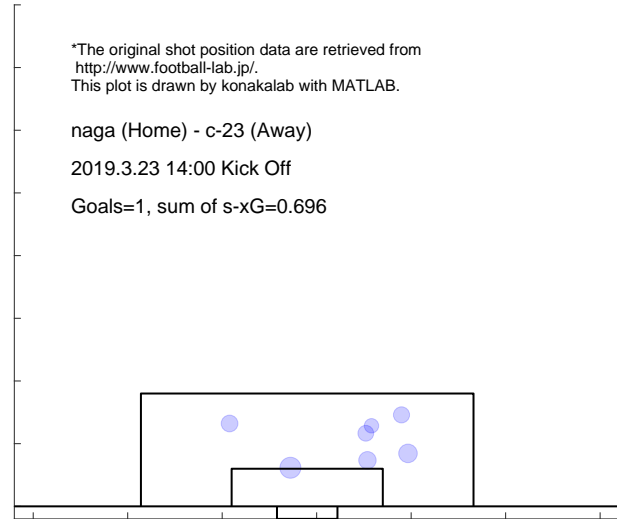 *The original shot position data are retrieved from
http://www.football-lab.jp/.
This plot is drawn by konakalab with MATLAB.
naga (Home) - c-23 (Away)
2019.3.23 14:00 Kick Off
Goals=1, sum of s-xG=0.696